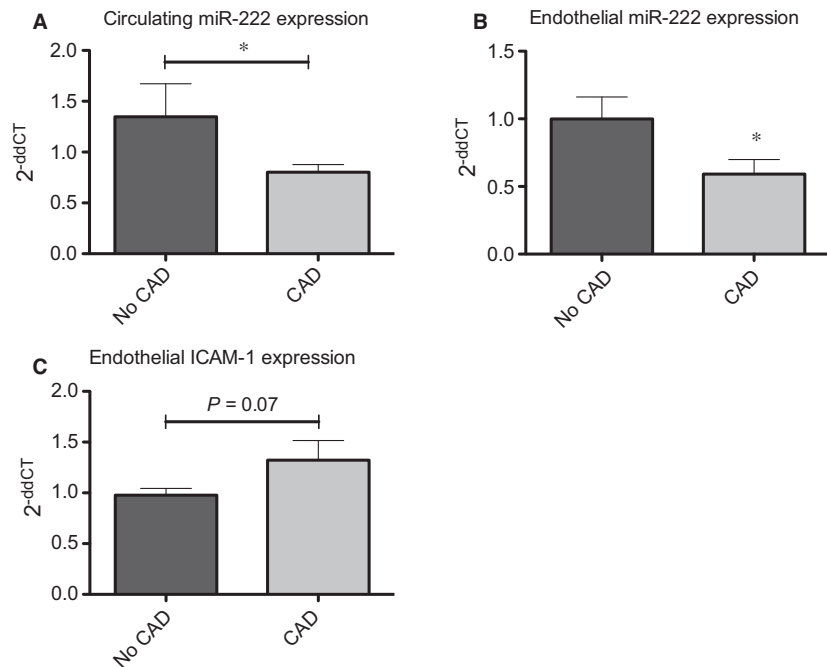 A Circulating miR-222 expression
2.0
1.5
1.0
0.5
0.0
2-ddCT
*
No CAD
CAD
B Endothelial miR-222 expression
1.5
1.0
0.5
0.0
2-ddCT
*
No CAD
CAD
C Endothelial ICAM-1 expression
2.0
1.5
1.0
0.5
0.0
2-ddCT
P = 0.07
No CAD
CAD